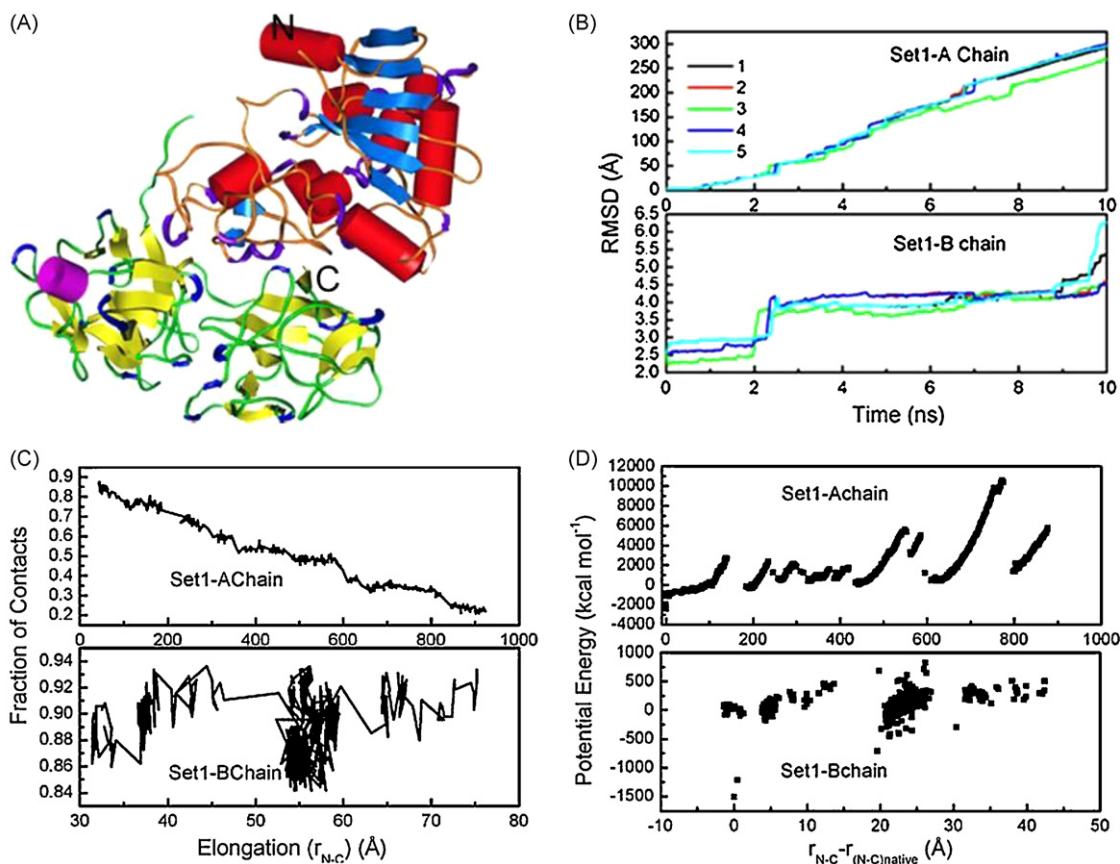 (A)
N
C
(B)
Set1-A Chain
1
2
3
4
5
300
250
200
150
100
50
0
0 2 4 6 8 10
RMSD (Å)
Set1-B chain
6.5
6.0
5.5
5.0
4.5
4.0
3.5
3.0
2.5
2.0
0 2 4 6 8 10
Time (ns)
(C)
0.9
0.8
0.7
0.6
0.5
0.4
0.3
0.2
Set1-AChain
0 200 400 600 800 1000
Fraction of Contacts
0.94
0.92
0.90
0.88
0.86
0.84
Set1-BChain
30 40 50 60 70 80
Elongation (r_N-C) (Å)
(D)
12000
10000
8000
6000
4000
2000
0
-2000
-4000
Set1-Achain
0 200 400 600 800 1000
Potential Energy (kcal mol⁻¹)
1000
500
0
-500
-1000
-1500
Set1-Bchain
-10 0 10 20 30 40 50
r_N-C-r_(N-C)native (Å)